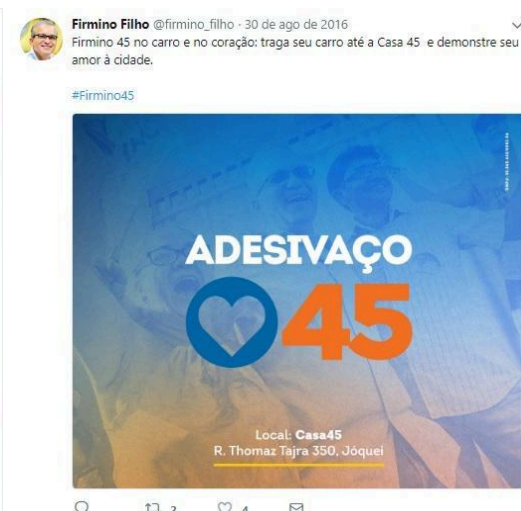 Firmino Filho @firmino_filho · 30 de ago de 2016
Firmino 45 no carro e no coração: traga seu carro até a Casa 45 e demonstre seu
amor à cidade.
#Firmino45
ADESIVAÇO
45
Local: Casa45
R. Thomaz Tajra 350, Jóquei
3
4